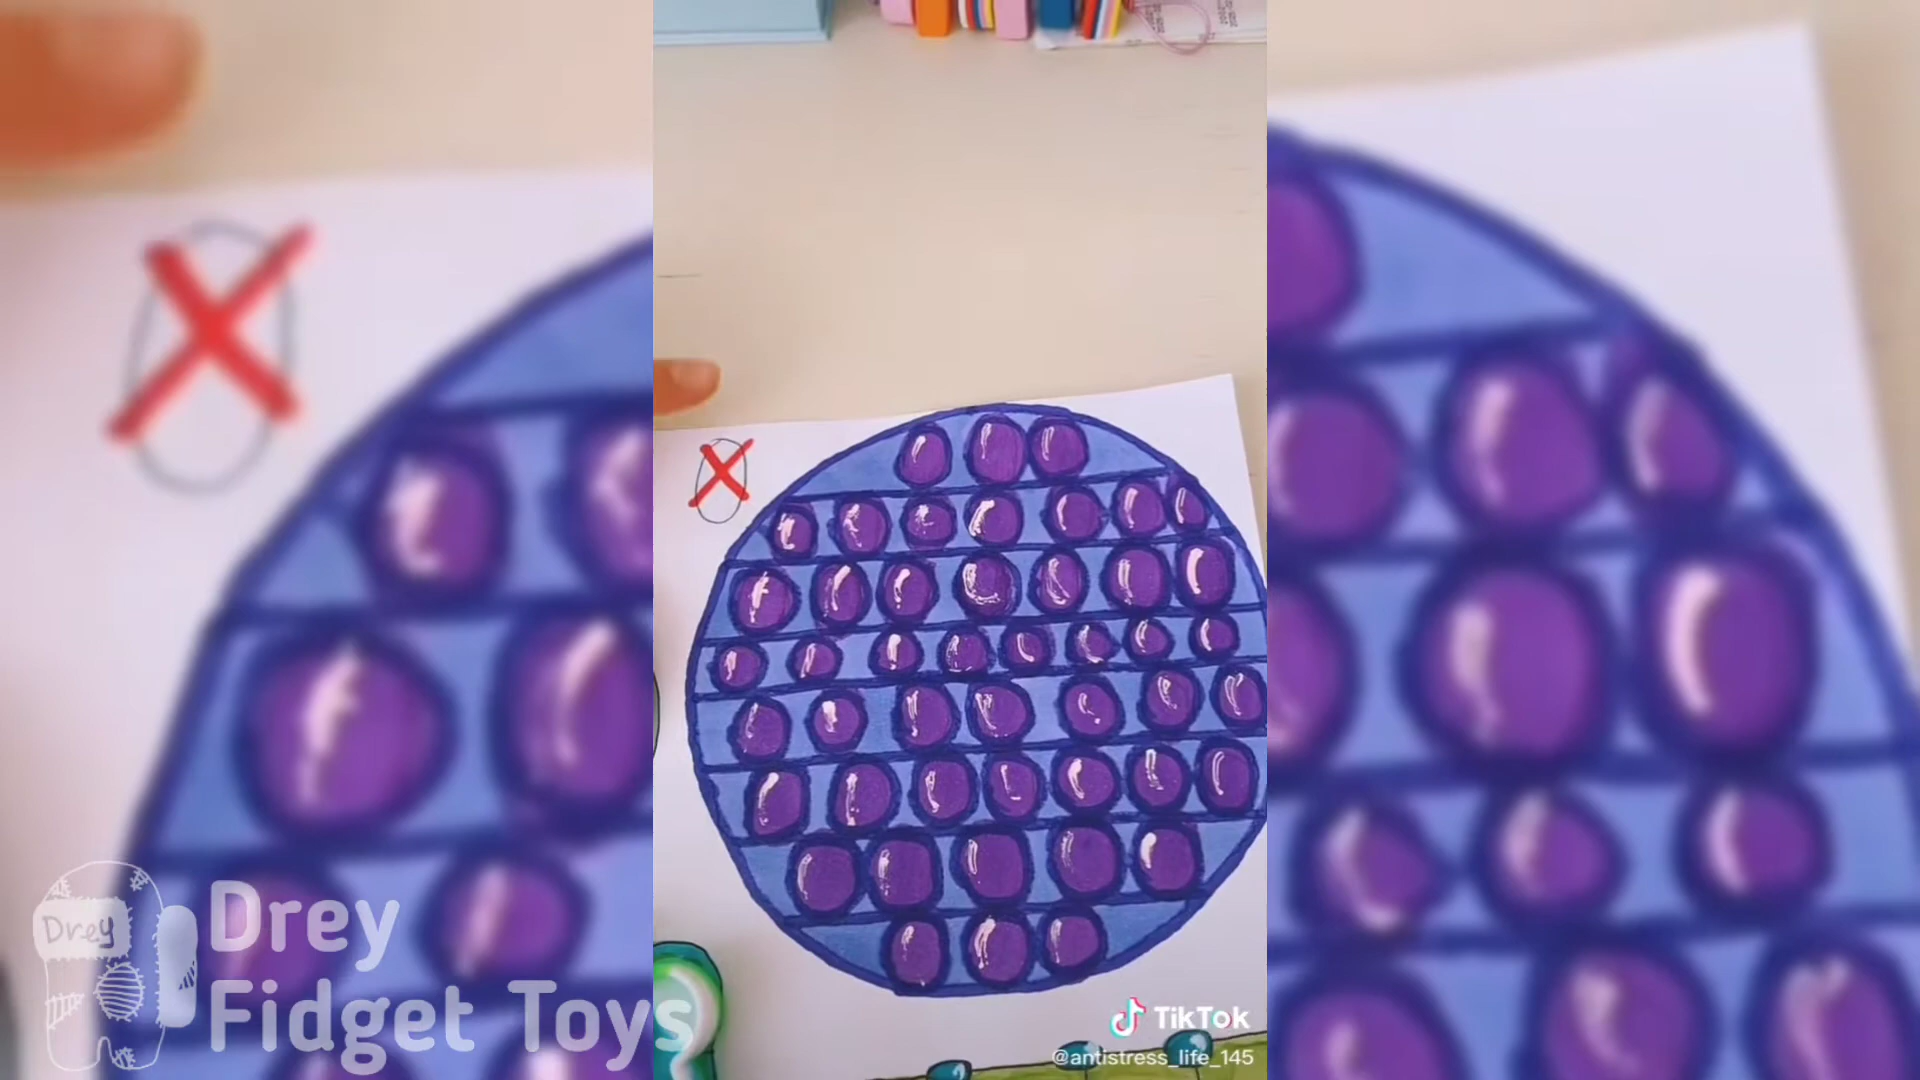 Drey
Drey
Fidget Toys
TikTok
@antistress_life_145